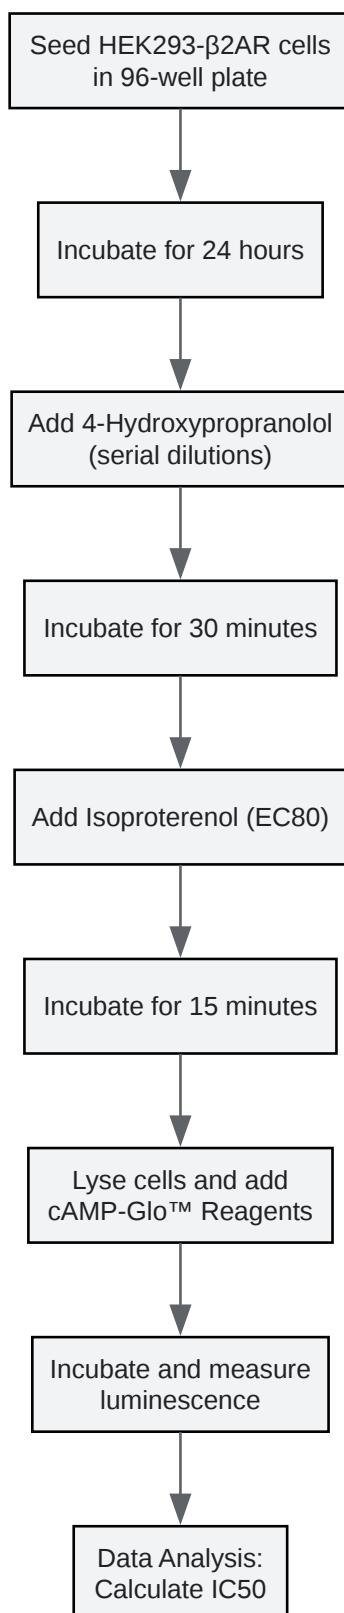 Seed HEK293-β2AR cells
in 96-well plate
Incubate for 24 hours
Add 4-Hydroxypropranolol
(serial dilutions)
Incubate for 30 minutes
Add Isoproterenol (EC80)
Incubate for 15 minutes
Lyse cells and add
cAMP-Glo™ Reagents
Incubate and measure
luminescence
Data Analysis:
Calculate IC50